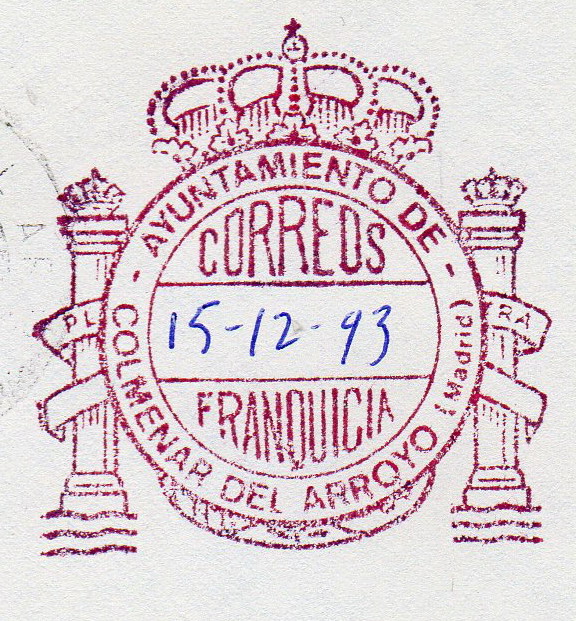 - AYUNTAMIENTO DE -
CORREOS
15-12-93
FRANQUICIA
COLMENAR DEL ARROYO (Madrid)
PL
RA